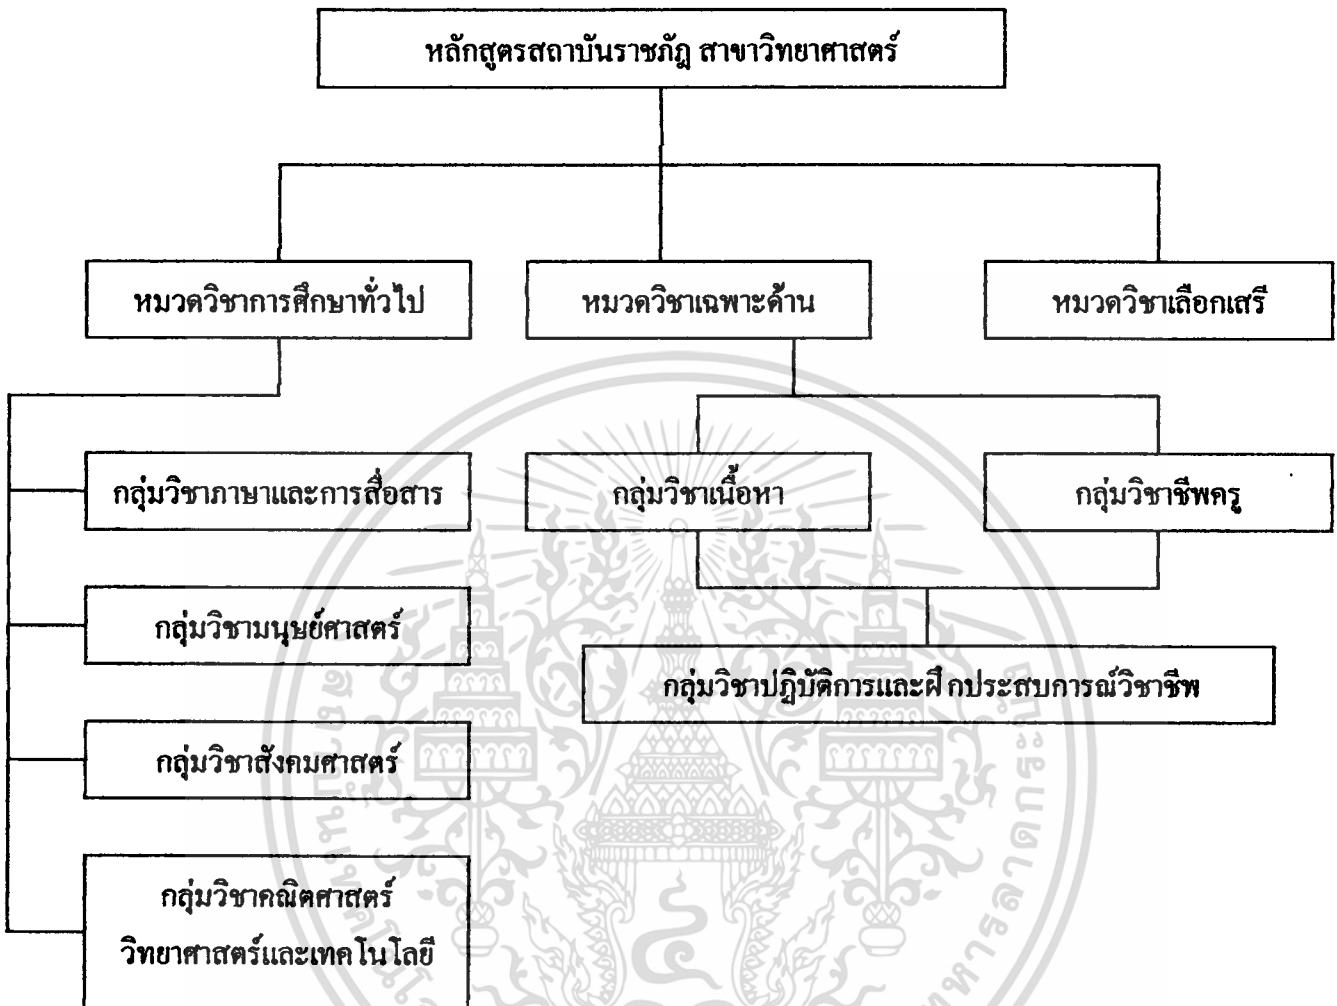 หลักสูตรสถาบันราชภัฏ สาขาวิทยาศาสตร์
หมวดวิชาการศึกษาทั่วไป
หมวดวิชาเฉพาะด้าน
หมวดวิชาเลือกเสรี
กลุ่มวิชาภาษาและการสื่อสาร
กลุ่มวิชาเนื้อหา
กลุ่มวิชาชีพครู
กลุ่มวิชามนุษย์ศาสตร์
กลุ่มวิชาปฏิบัติการและฝึกประสบการณ์วิชาชีพ
กลุ่มวิชาสังคมศาสตร์
กลุ่มวิชาคณิตศาสตร์
วิทยาศาสตร์และเทคโนโลยี